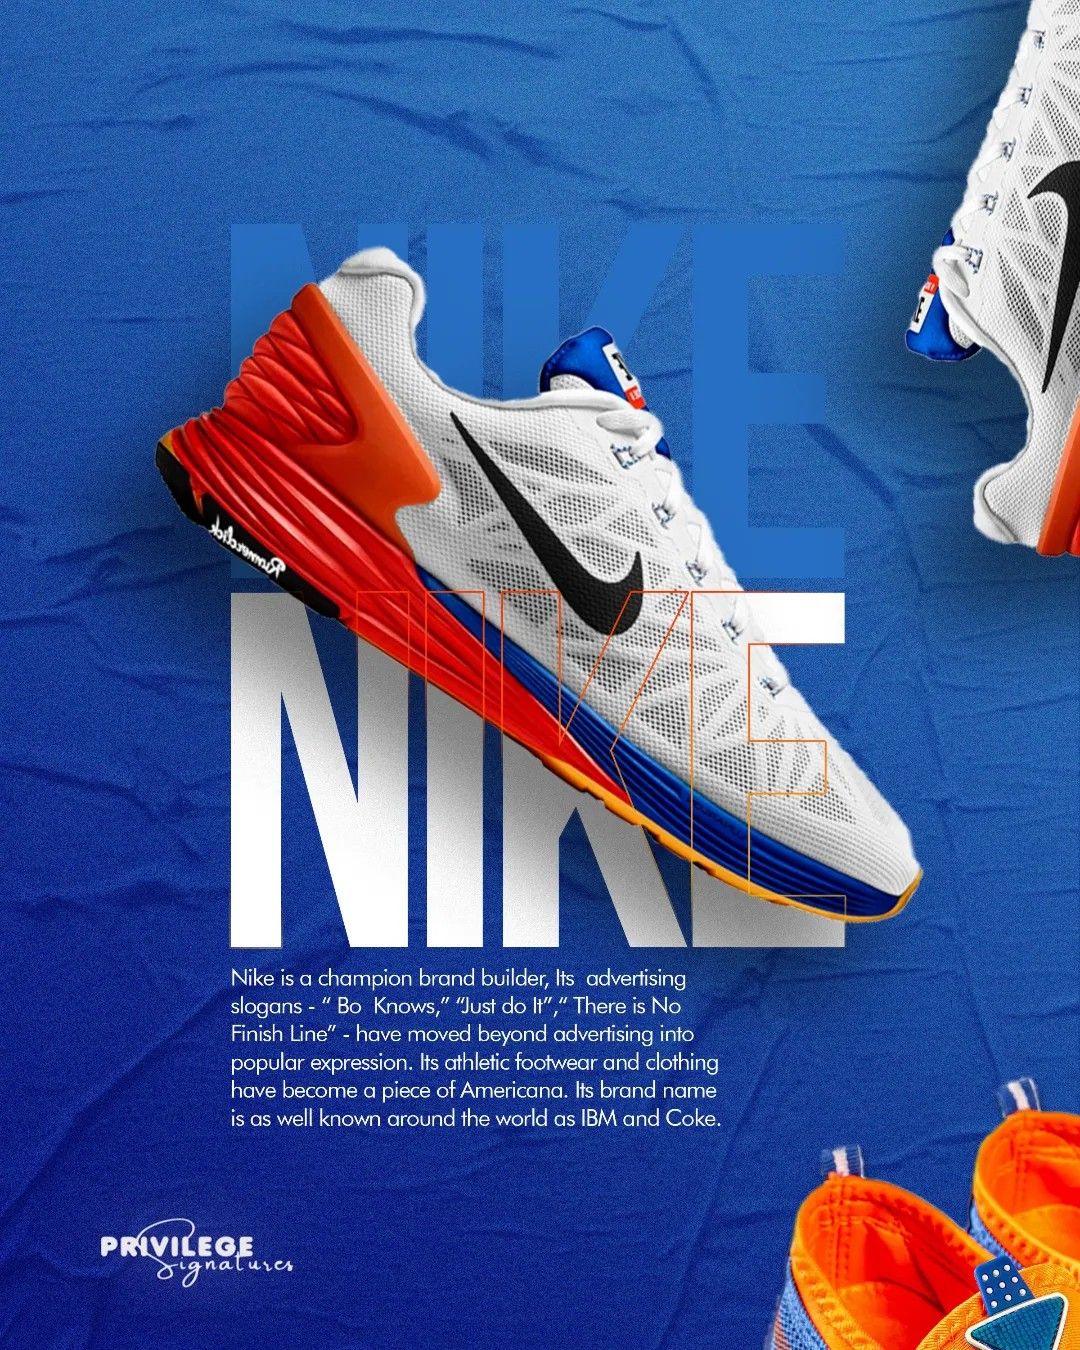 NIKE
NIKE
Nike is a champion brand builder, Its  advertising
slogans - “ Bo  Knows,” “Just do It”,“ There is No
Finish Line” - have moved beyond advertising into
popular expression. Its athletic footwear and clothing
have become a piece of Americana. Its brand name
is as well known around the world as IBM and Coke.
PRIVILEGE
Signatures